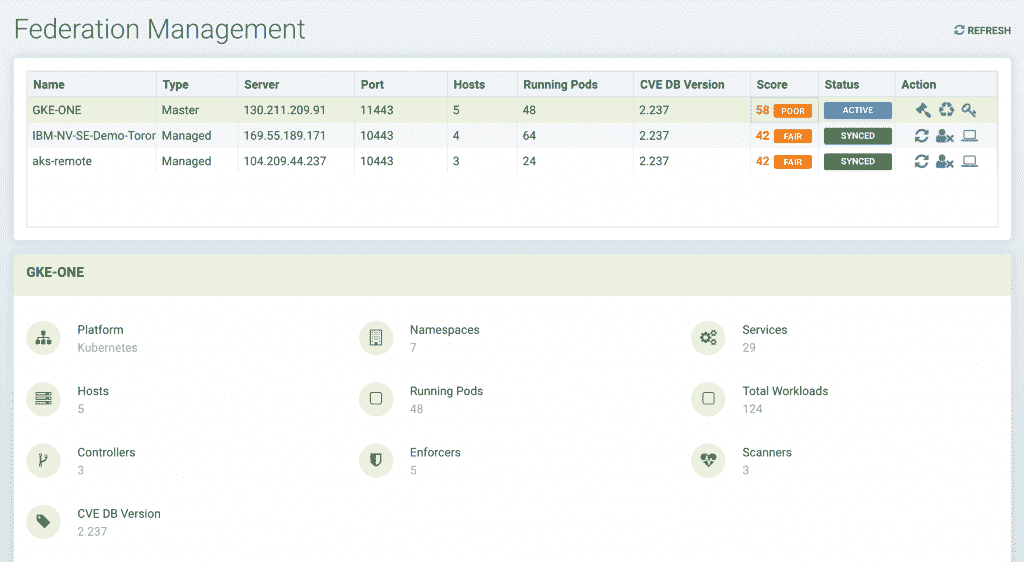 Federation Management
REFRESH
Name Type Server Port Hosts Running Pods CVE DB Version Score Status Action
GKE-ONE Master 130.211.209.91 11443 5 48 2.237 58 POOR ACTIVE
IBM-NV-SE-Demo-Toror Managed 169.55.189.171 10443 4 64 2.237 42 FAIR SYNCED
aks-remote Managed 104.209.44.237 10443 3 24 2.237 42 FAIR SYNCED
GKE-ONE
Platform Namespaces Services
Kubernetes 7 29
Hosts Running Pods Total Workloads
5 48 124
Controllers Enforcers Scanners
3 5 3
CVE DB Version
2.237